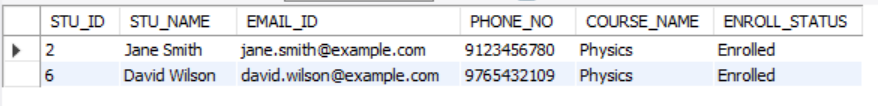 STU_ID STU_NAME EMAIL_ID PHONE_NO COURSE_NAME ENROLL_STATUS
2 Jane Smith jane.smith@example.com 9123456780 Physics Enrolled
6 David Wilson david.wilson@example.com 9765432109 Physics Enrolled